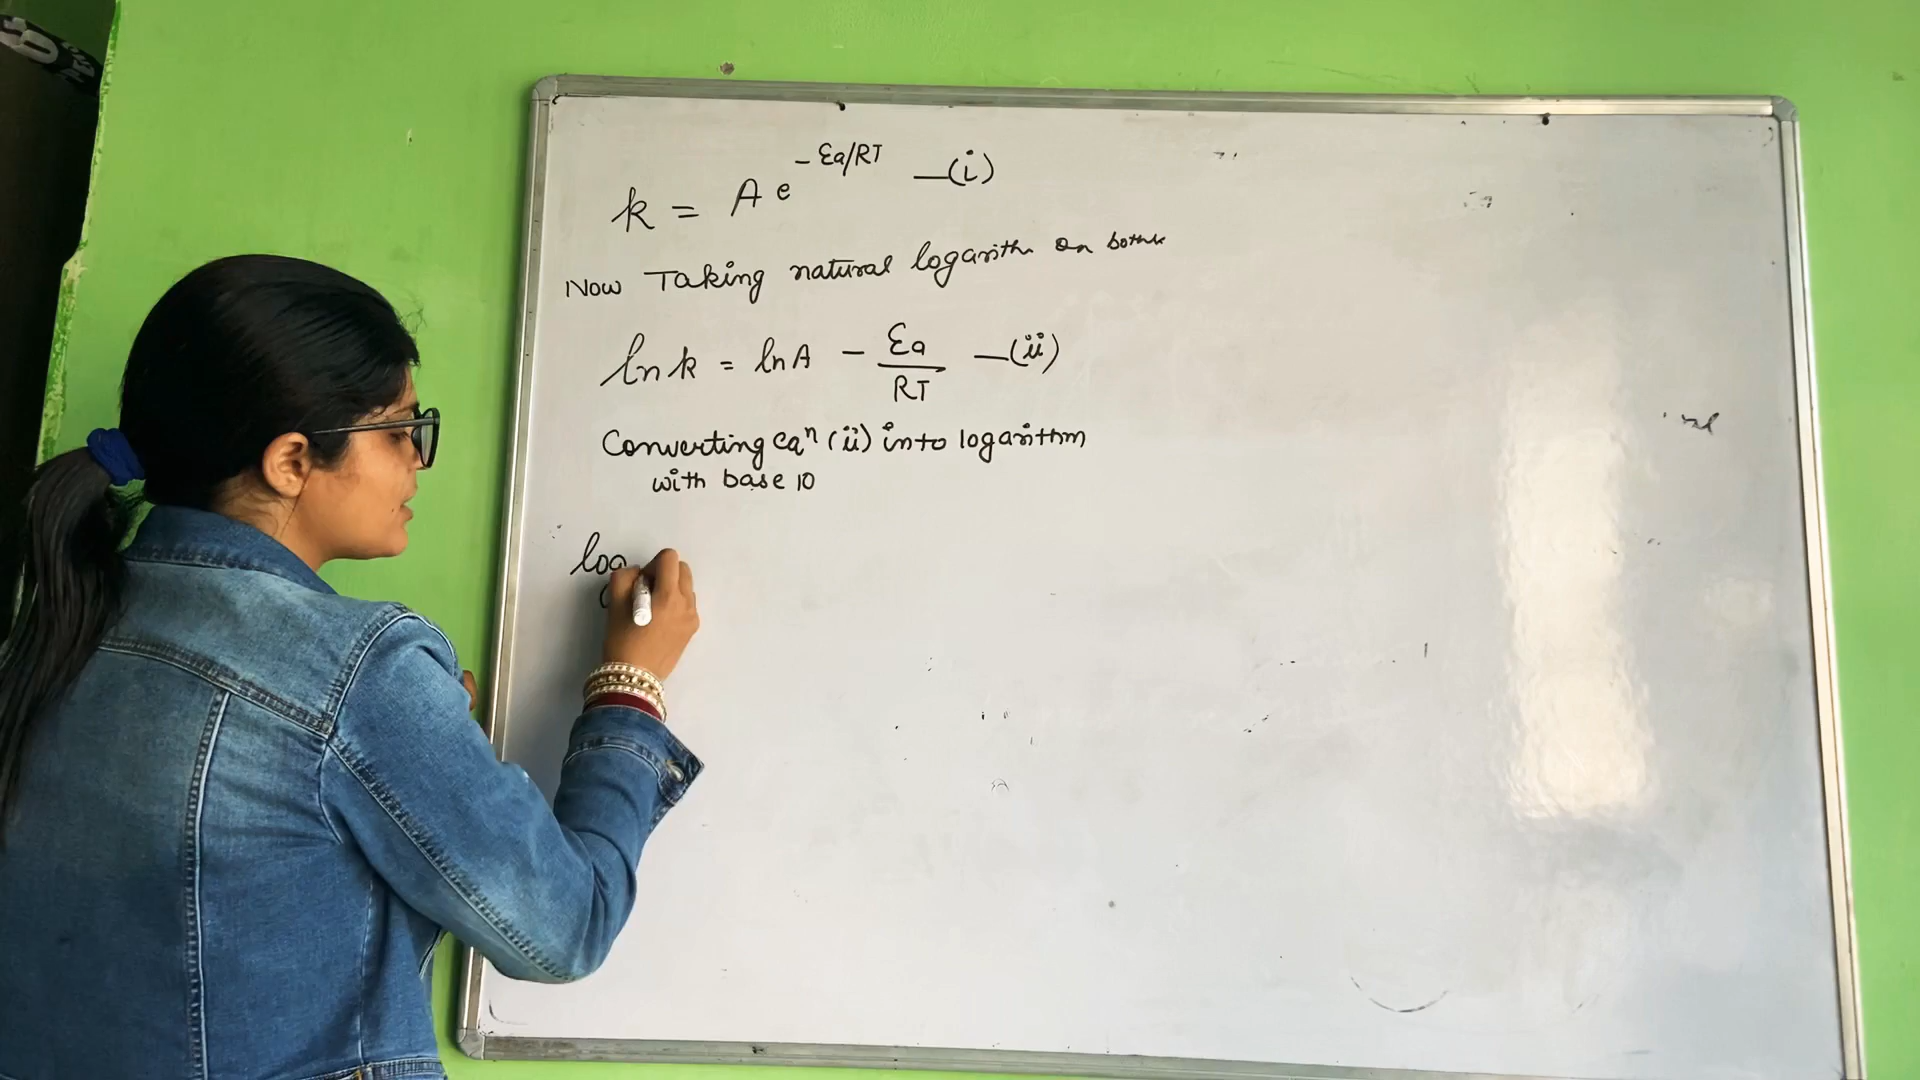 k = A e^{-Ea/RT} —(i)
Now Taking natural logarith on both
ln k = ln A - Ea/RT —(ii)
Converting eqⁿ (ii) into logarithm
with base 10
log